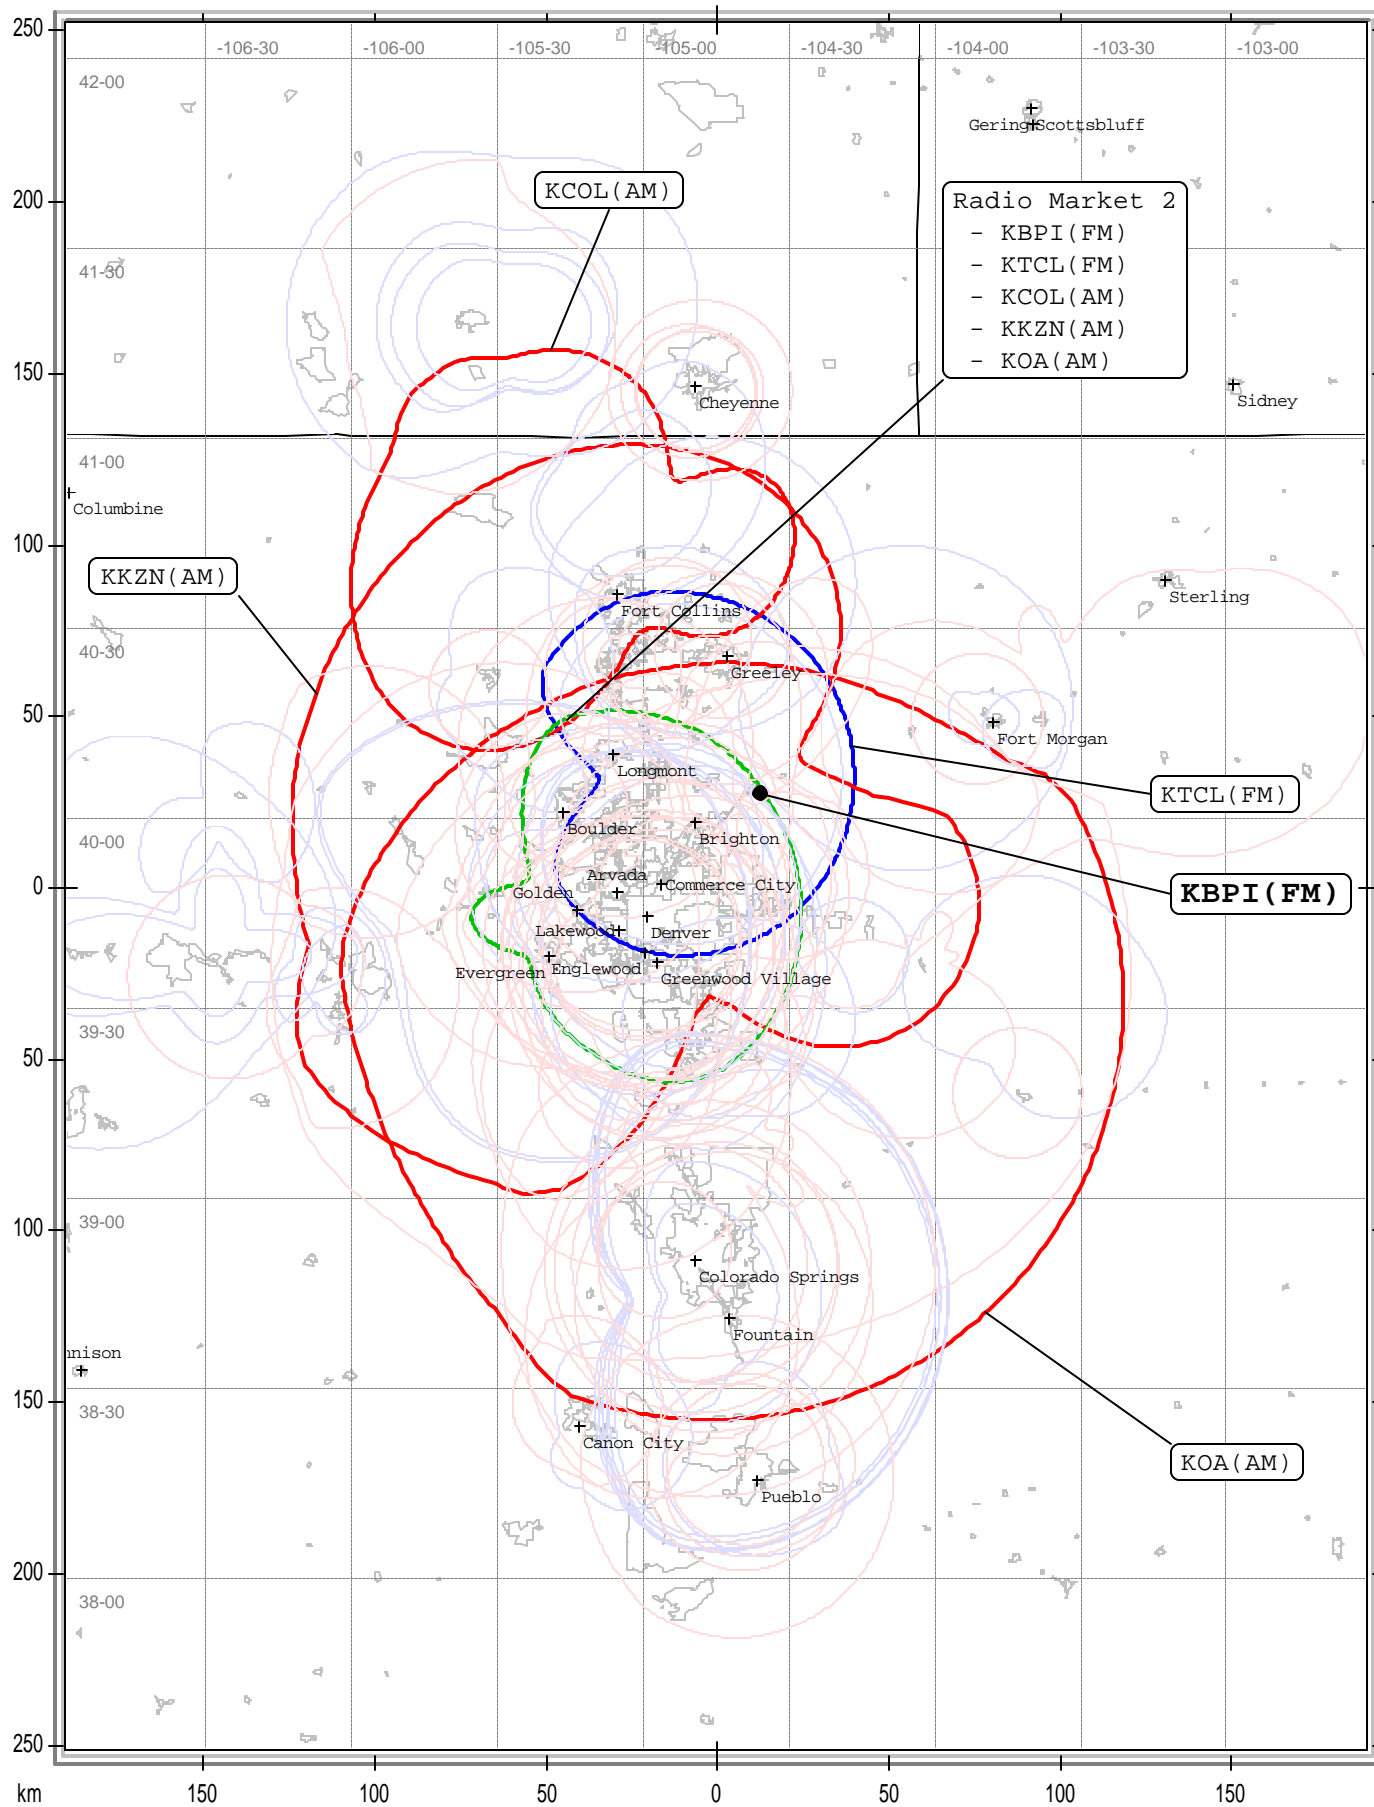 250
-106-30
-106-00
-105-30
-105-00
-104-30
-104-00
-103-30
-103-00
42-00
Gering
Scottsbluff
200
KCOL(AM)
Radio Market 2
- KBPI(FM)
- KTCL(FM)
- KCOL(AM)
- KKZN(AM)
- KOA(AM)
41-30
150
Cheyenne
Sidney
41-00
Columbine
100
KKZN(AM)
Sterling
Fort Collins
40-30
Greeley
50
Fort Morgan
Longmont
KTCL(FM)
Boulder
Brighton
40-00
Arvada
Commerce City
0
Golden
KBPI(FM)
Lakewood
Denver
Evergreen
Englewood
Greenwood Village
39-30
50
39-00
100
Colorado Springs
Fountain
nnison
150
38-30
Canon City
KOA(AM)
Pueblo
200
38-00
250
km
150
100
50
0
50
100
150